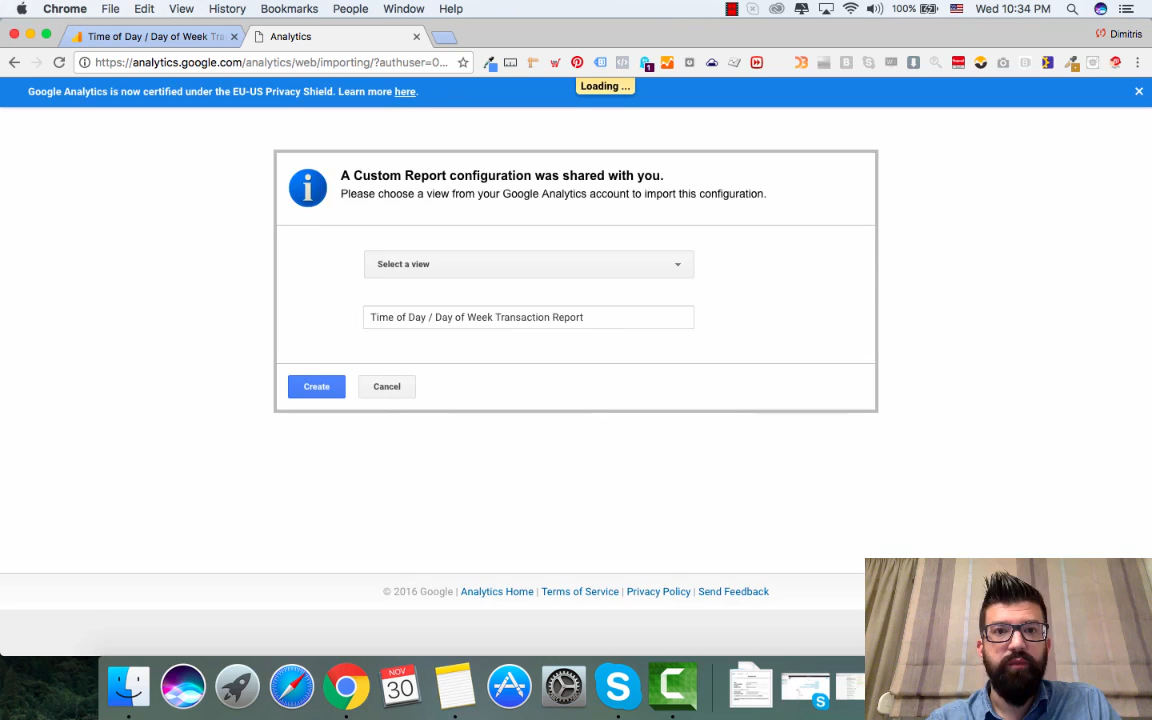 Chrome File Edit View History Bookmarks People Window Help 100% Wed 10:34 PM
Time of Day / Day of Week Tra Analytics Dimitris
https://analytics.google.com/analytics/web/importing/?authuser=0...
Google Analytics is now certified under the EU-US Privacy Shield. Learn more here.
Loading ...
A Custom Report configuration was shared with you.
Please choose a view from your Google Analytics account to import this configuration.
Select a view
Time of Day / Day of Week Transaction Report
Create Cancel
© 2016 Google | Analytics Home | Terms of Service | Privacy Policy | Send Feedback
NOV
30